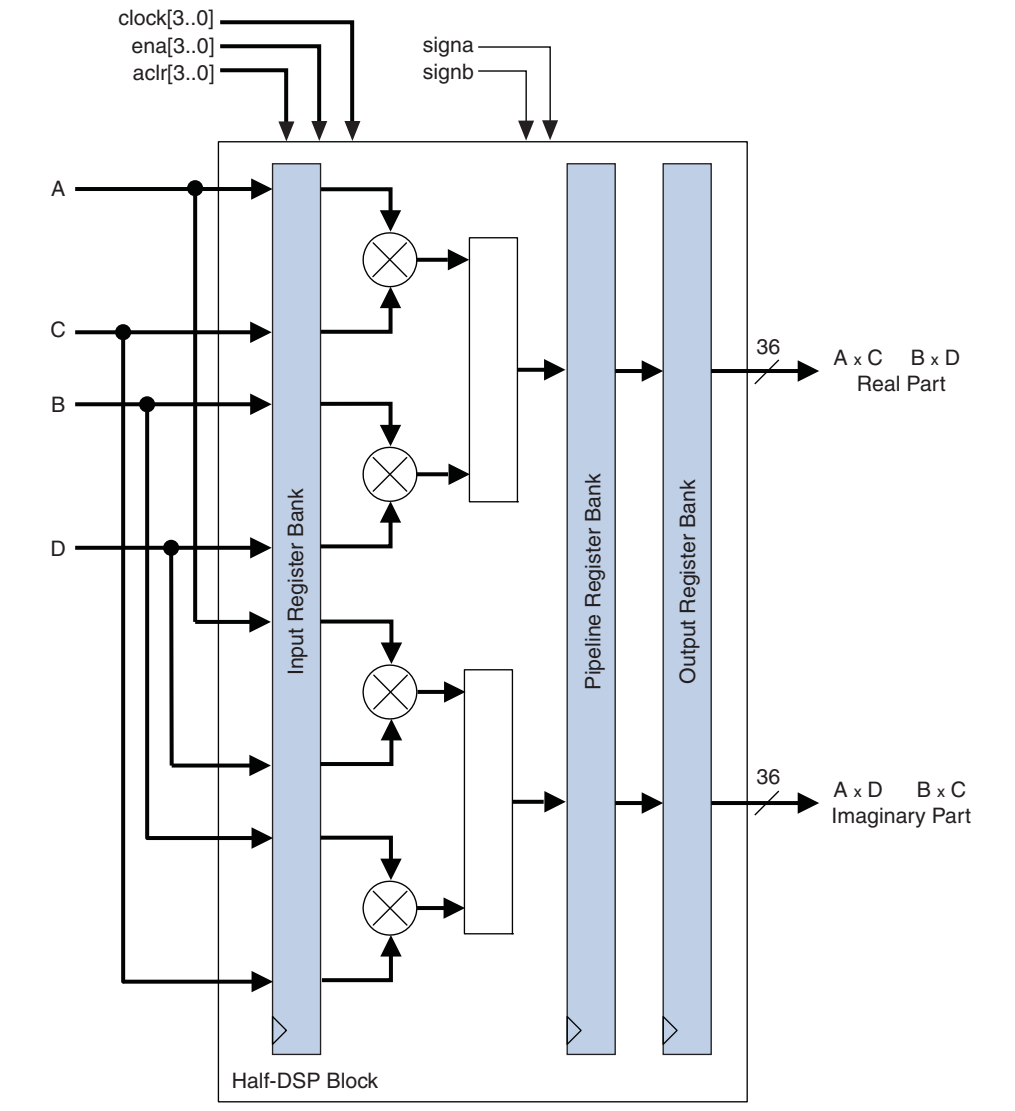 clock[3..0]
ena[3..0]
aclr[3..0]
signa
signb
A
C
B
D
Input Register Bank
Pipeline Register Bank
Output Register Bank
36
A x C B x D
Real Part
36
A x D B x C
Imaginary Part
Half-DSP Block